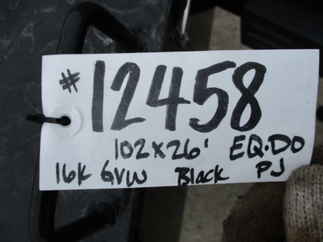 # 12458
102x26' EQ.DO
16K GVW Black PJ